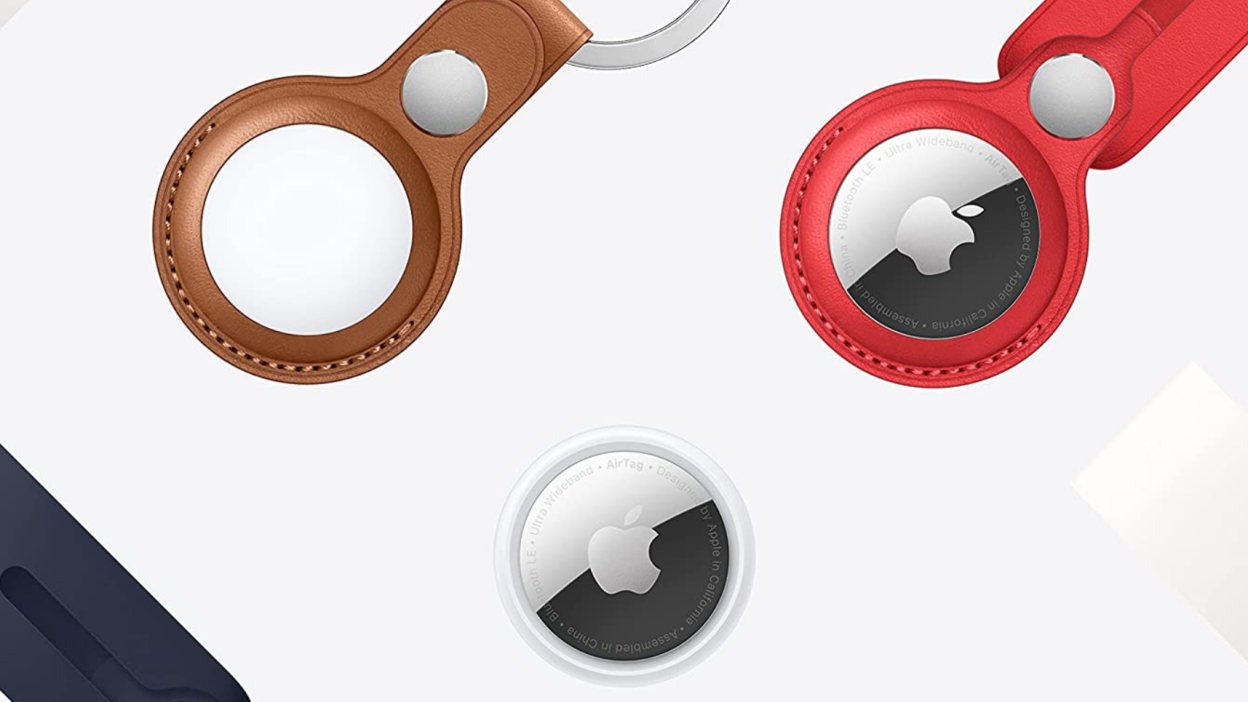 Bluetooth LE • Ultra Wideband • AirTag • Designed by Apple in California • Assembled in China •
Bluetooth LE • Ultra Wideband • AirTag • Designed by Apple in California • Assembled in China •